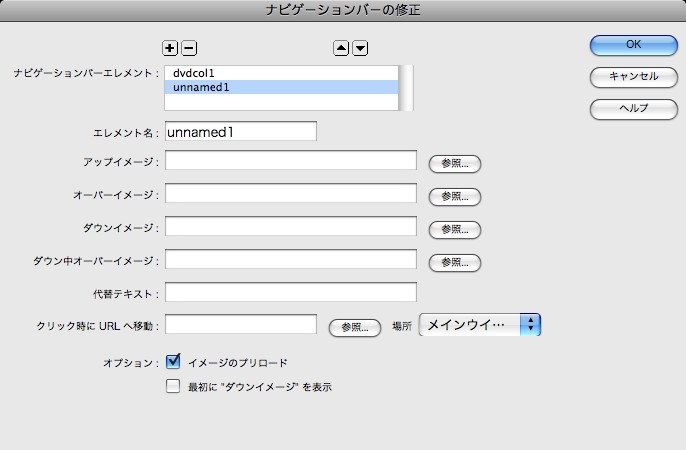 ナビゲーションバーの修正
OK
ナビゲーションバーエレメント :
dvdcol1
キャンセル
unnamed1
ヘルプ
エレメント名 : unnamed1
アップイメージ : 参照...
オーバーイメージ : 参照...
ダウンイメージ : 参照...
ダウン中オーバーイメージ : 参照...
代替テキスト :
クリック時に URL へ移動 : 参照... 場所 メインウイ…
オプション : イメージのプリロード
最初に "ダウンイメージ" を表示